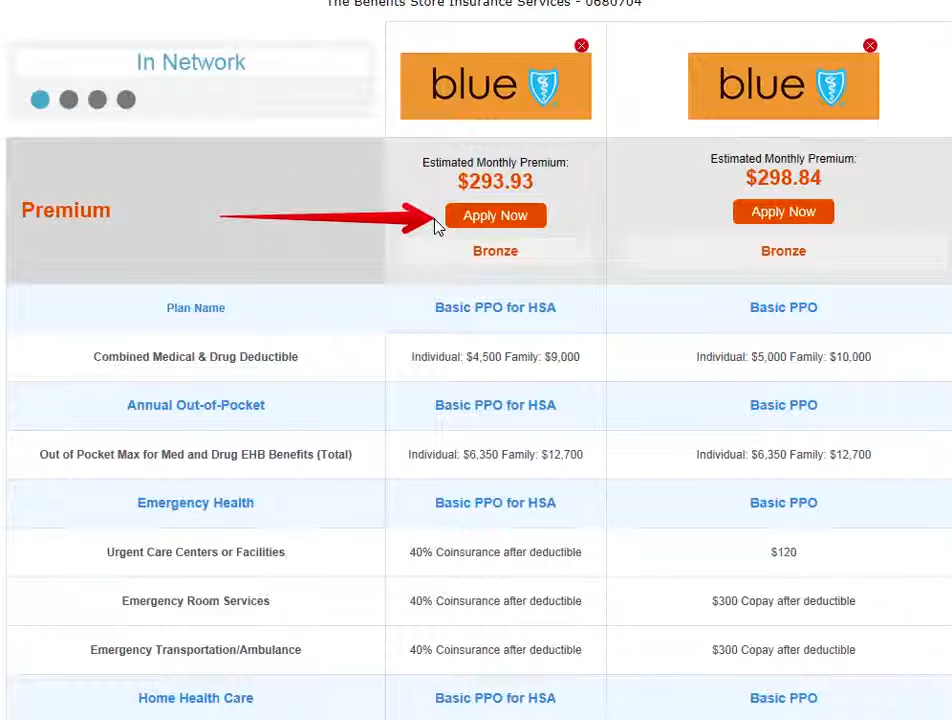 The Benefits Store Insurance Services - 0680704
In Network
blue blue
Estimated Monthly Premium: Estimated Monthly Premium:
$293.93 $298.84
Premium Apply Now Apply Now
Bronze Bronze
Plan Name Basic PPO for HSA Basic PPO
Combined Medical & Drug Deductible Individual: $4,500 Family: $9,000 Individual: $5,000 Family: $10,000
Annual Out-of-Pocket Basic PPO for HSA Basic PPO
Out of Pocket Max for Med and Drug EHB Benefits (Total) Individual: $6,350 Family: $12,700 Individual: $6,350 Family: $12,700
Emergency Health Basic PPO for HSA Basic PPO
Urgent Care Centers or Facilities 40% Coinsurance after deductible $120
Emergency Room Services 40% Coinsurance after deductible $300 Copay after deductible
Emergency Transportation/Ambulance 40% Coinsurance after deductible $300 Copay after deductible
Home Health Care Basic PPO for HSA Basic PPO